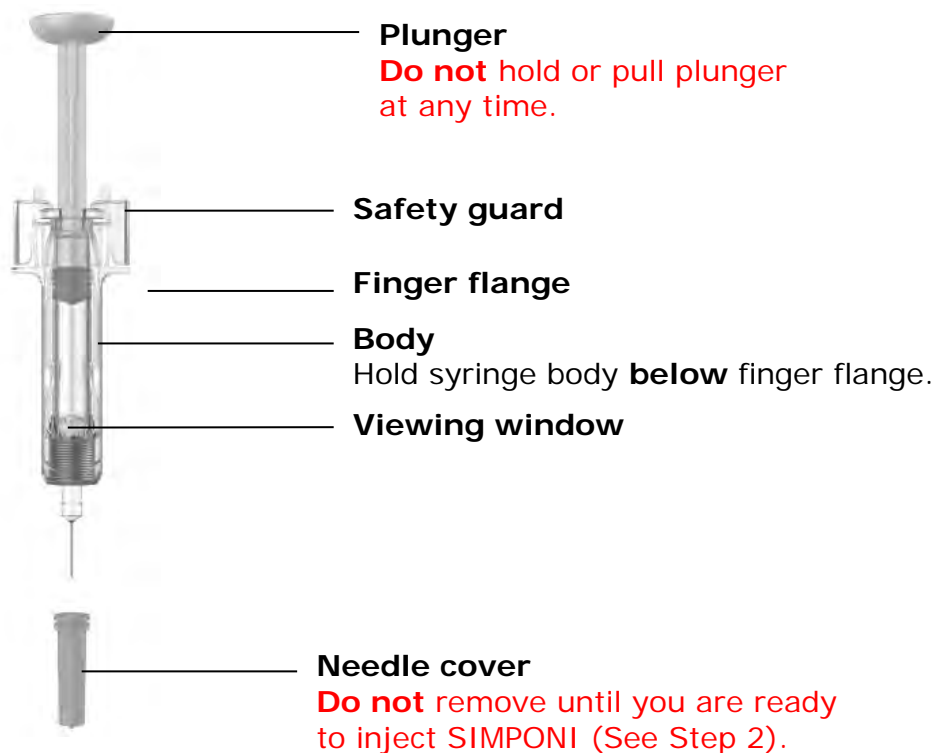 Plunger
Do not hold or pull plunger
at any time.
Safety guard
Finger flange
Body
Hold syringe body below finger flange.
Viewing window
Needle cover
Do not remove until you are ready
to inject SIMPONI (See Step 2).